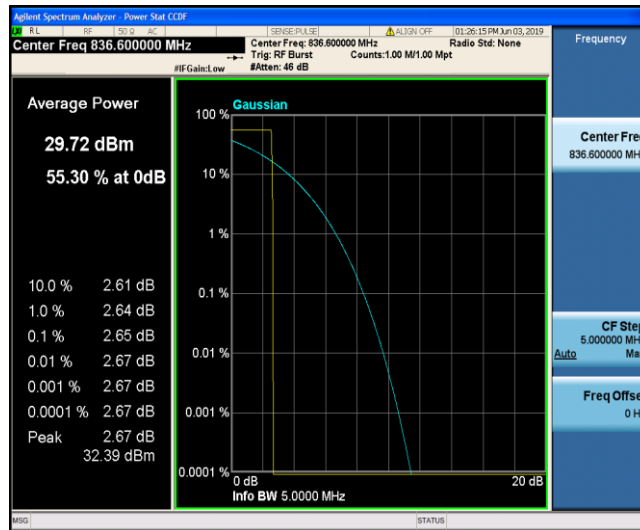 Agilent Spectrum Analyzer - Power Stat CCDF
RL RF 50 Ω AC SENSE:PULSE ALIGN OFF 01:26:15 PM Jun 03, 2019
Center Freq 836.600000 MHz
Center Freq: 836.600000 MHz Radio Std: None
Trig: RF Burst Counts:1.00 M/1.00 Mpt
#IFGain:Low #Atten: 46 dB
Frequency
Average Power
29.72 dBm
55.30 % at 0dB
10.0 % 2.61 dB
1.0 % 2.64 dB
0.1 % 2.65 dB
0.01 % 2.67 dB
0.001 % 2.67 dB
0.0001 % 2.67 dB
Peak 2.67 dB
32.39 dBm
Gaussian
100 %
10 %
1 %
0.1 %
0.01 %
0.001 %
0.0001 %
0 dB 20 dB
Info BW 5.0000 MHz
Center Fre
836.600000 MH
CF Step
5.000000 MH
Auto Ma
Freq Offse
0 H
MSG STATUS